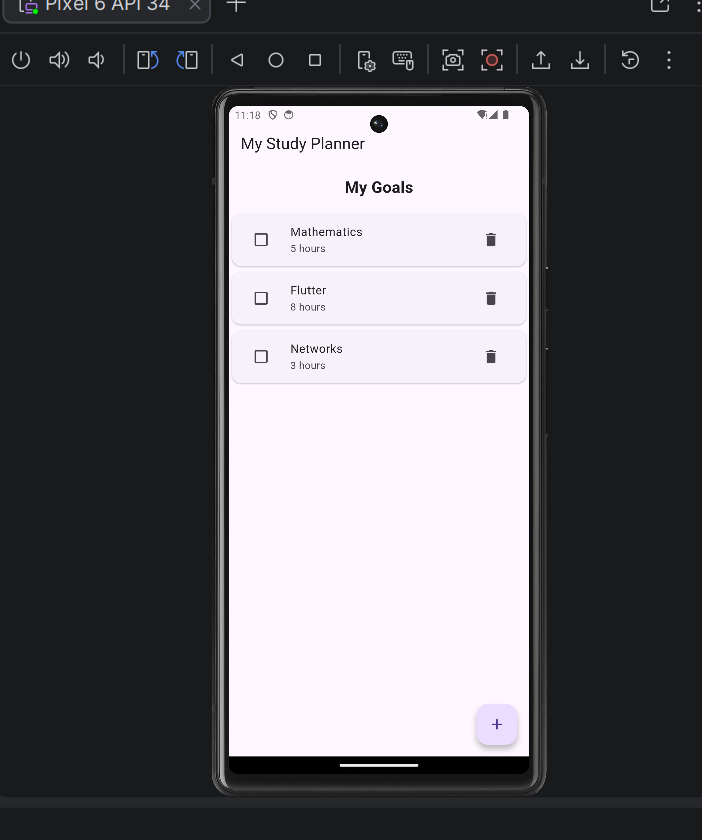 Pixel 6 API 34
11:18
My Study Planner
My Goals
Mathematics
5 hours
Flutter
8 hours
Networks
3 hours